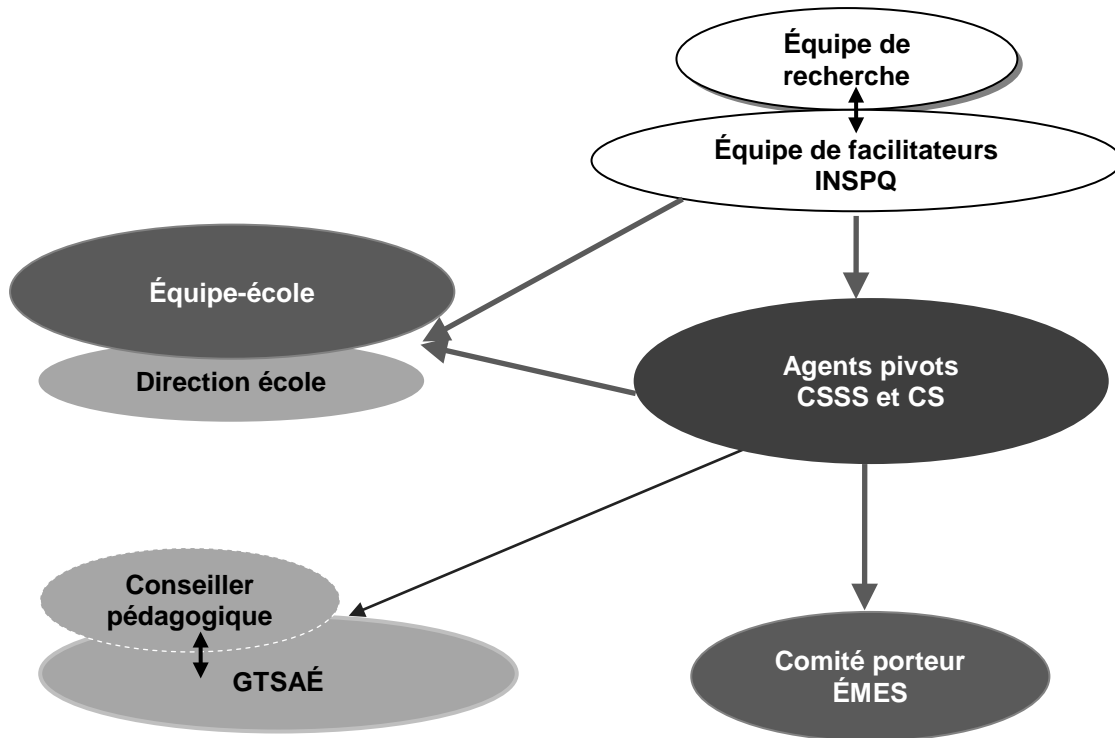 Équipe de
recherche
Équipe de facilitateurs
INSPQ
Équipe-école
Direction école
Agents pivots
CSSS et CS
Conseiller
pédagogique
GTSAÉ
Comité porteur
ÉMES